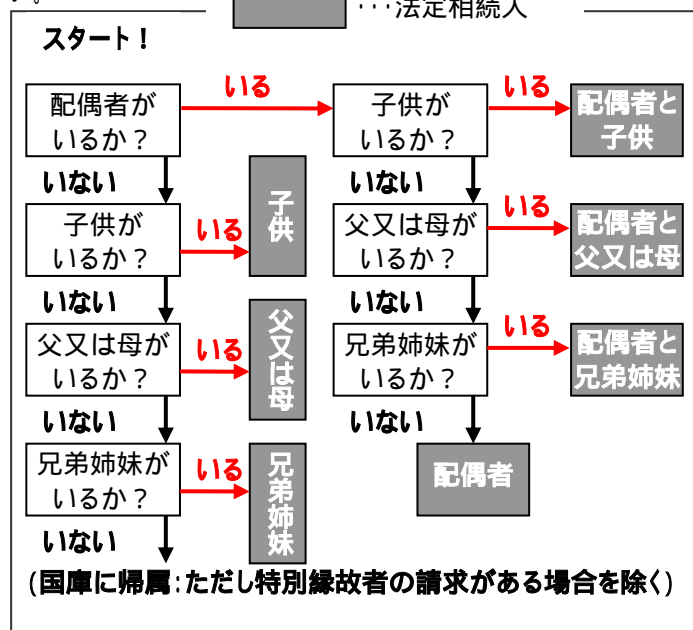 す。
・・・法定相続人
スタート！
配偶者が
いるか？
いる
子供が
いるか？
いる
配偶者と
子供
いない
いない
子供が
いるか？
いる
子供
父又は母が
いるか？
いる
配偶者と
父又は母
いない
いない
父又は母が
いるか？
いる
父又は母
兄弟姉妹が
いるか？
いる
配偶者と
兄弟姉妹
いない
いない
兄弟姉妹が
いるか？
いる
兄弟姉妹
配偶者
いない
(国庫に帰属:ただし特別縁故者の請求がある場合を除く)